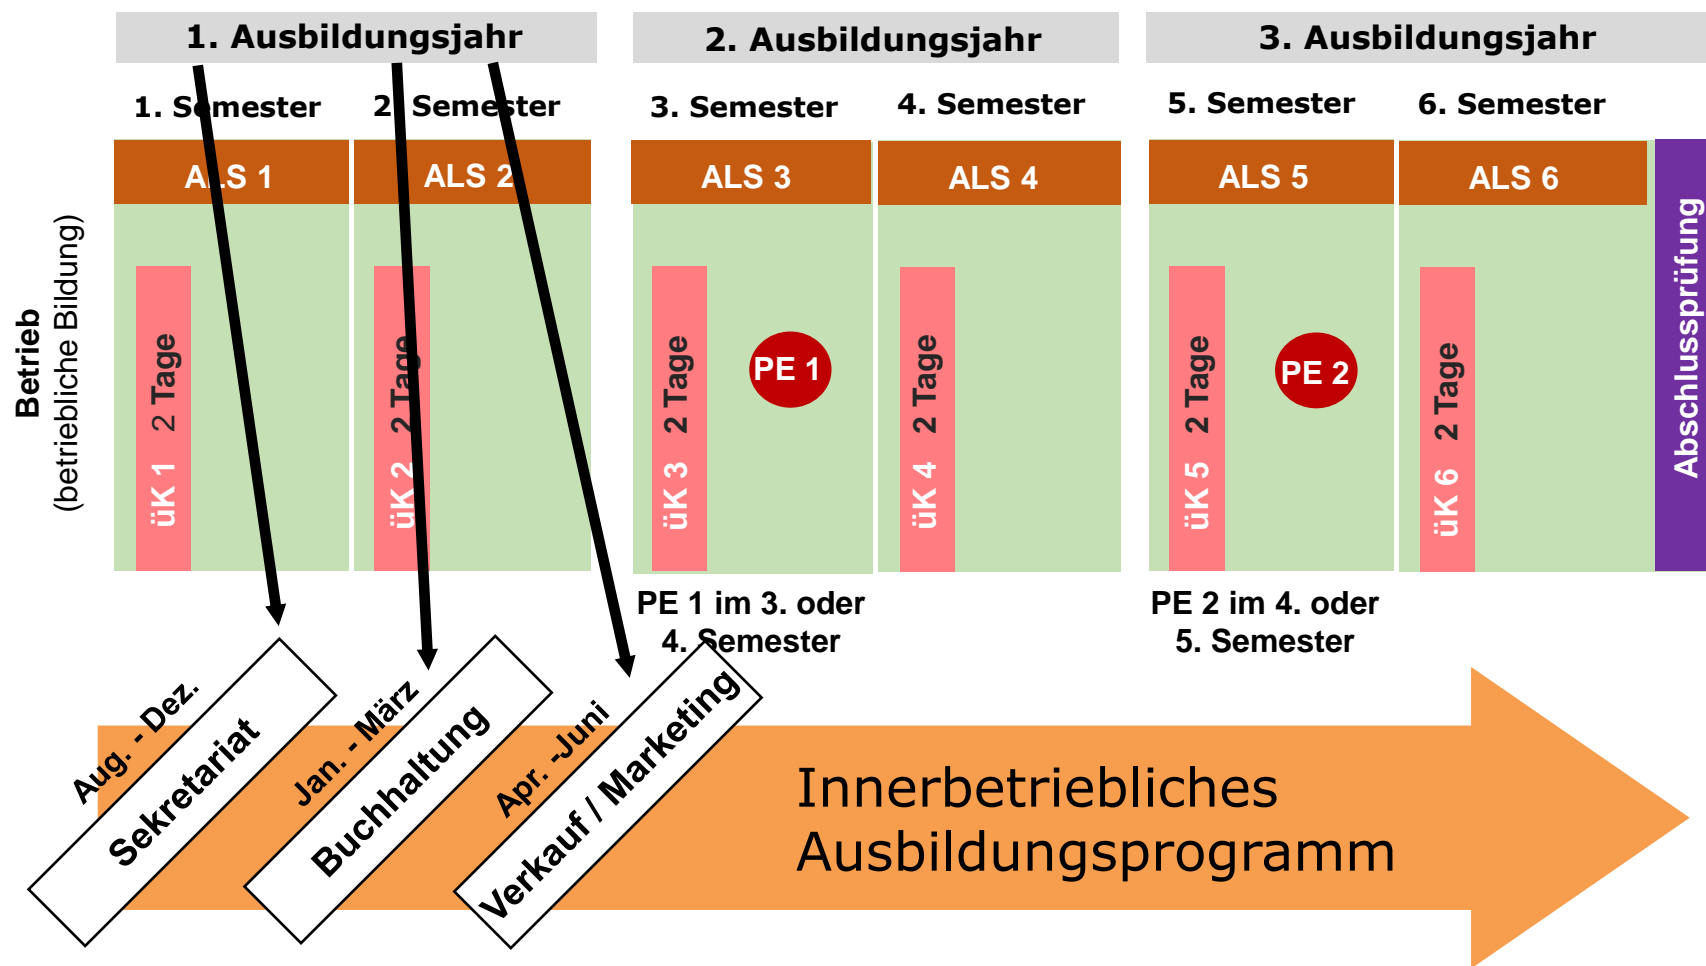 1. Ausbildungsjahr
2. Ausbildungsjahr
3. Ausbildungsjahr
1. Semester
2. Semester
3. Semester
4. Semester
5. Semester
6. Semester
ALS 1
ALS 2
ALS 3
ALS 4
ALS 5
ALS 6
Betrieb
(betriebliche Bildung)
üK 1 2 Tage
üK 2 2 Tage
üK 3 2 Tage
PE 1
üK 4 2 Tage
üK 5 2 Tage
PE 2
üK 6 2 Tage
Abschlussprüfung
PE 1 im 3. oder
4. Semester
PE 2 im 4. oder
5. Semester
Aug. - Dez.
Sekretariat
Jan. - März
Buchhaltung
Apr. -Juni
Verkauf / Marketing
Innerbetriebliches
Ausbildungsprogramm